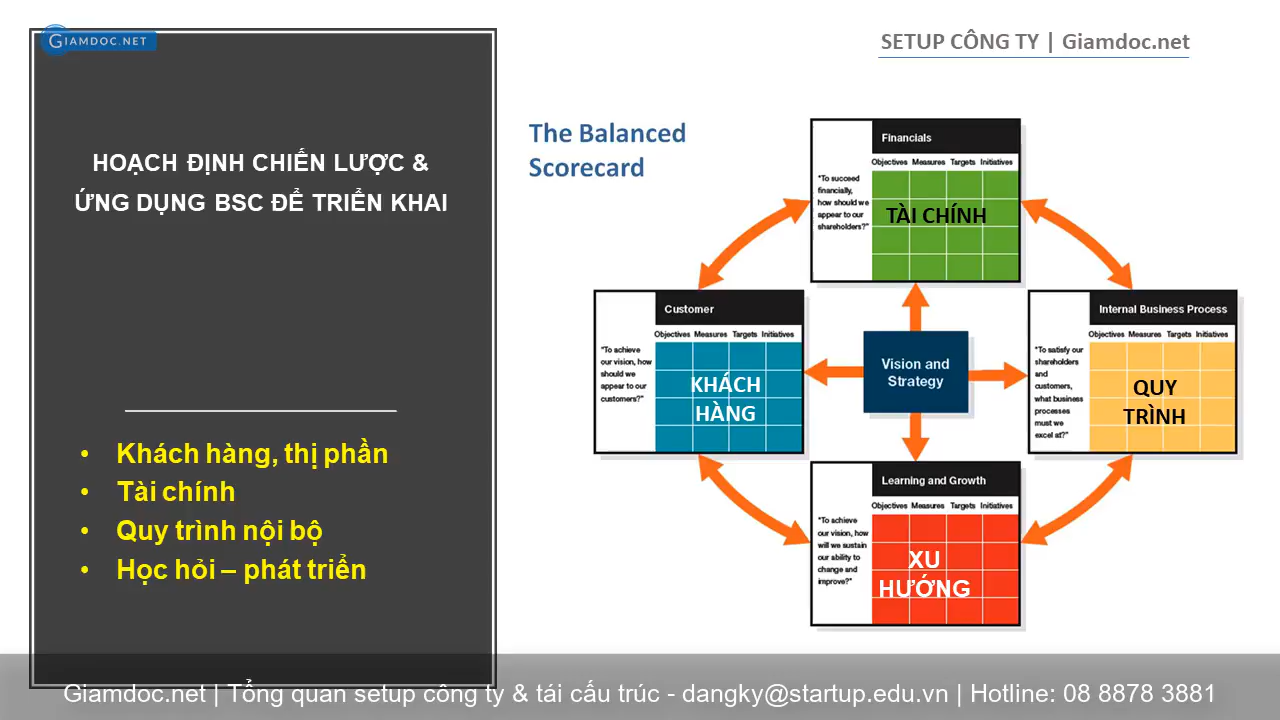 GIAMDOC.NET
SETUP CÔNG TY | Giamdoc.net
HOẠCH ĐỊNH CHIẾN LƯỢC &
ỨNG DỤNG BSC ĐỂ TRIỂN KHAI
• Khách hàng, thị phần
• Tài chính
• Quy trình nội bộ
• Học hỏi – phát triển
The Balanced
Scorecard
Financials
Objectives Measures Targets Initiatives
"To succeed
financially,
how should we
appear to our
shareholders?"
TÀI CHÍNH
Customer
Objectives Measures Targets Initiatives
"To achieve
our vision, how
should we
appear to our
customers?"
KHÁCH
HÀNG
Vision and
Strategy
Internal Business Process
Objectives Measures Targets Initiatives
"To satisfy our
shareholders
and
customers,
what business
processes
must we
excel at?"
QUY
TRÌNH
Learning and Growth
Objectives Measures Targets Initiatives
"To achieve
our vision, how
will we sustain
our ability to
change and
improve?"
XU
HƯỚNG
Giamdoc.net | Tổng quan setup công ty & tái cấu trúc - dangky@startup.edu.vn | Hotline: 08 8878 3881